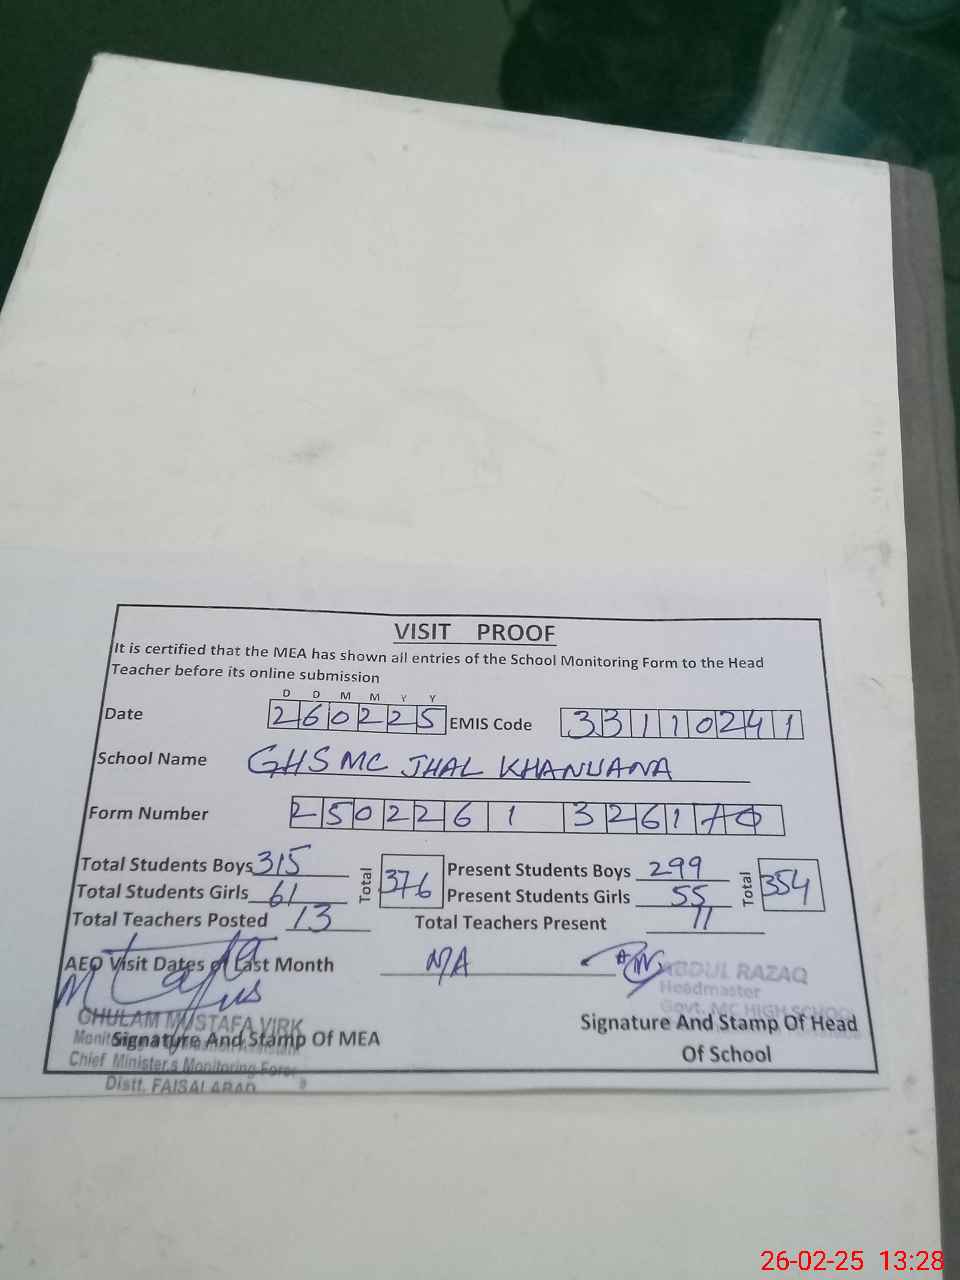 VISIT PROOF
It is certified that the MEA has shown all entries of the School Monitoring Form to the Head
Teacher before its online submission
D D M M Y Y
Date 260225 EMIS Code 33110241
School Name GHS MC JHAL KHANUANA
Form Number 2502261 326170
Total Students Boys 315 Total 376 Present Students Boys 299 Total 354
Total Students Girls 61 Present Students Girls 55
Total Teachers Posted 13 Total Teachers Present 11
AEO Visit Dates of Last Month NA
ABDUL RAZAQ
Headmaster
Govt. MC HIGH SCHOOL
GHULAM MUSTAFA VIRK
Signature And Stamp Of MEA
Signature And Stamp Of Head
Of School
Chief Minister,s Monitoring Force
Distt. FAISALABAD
26-02-25 13:28